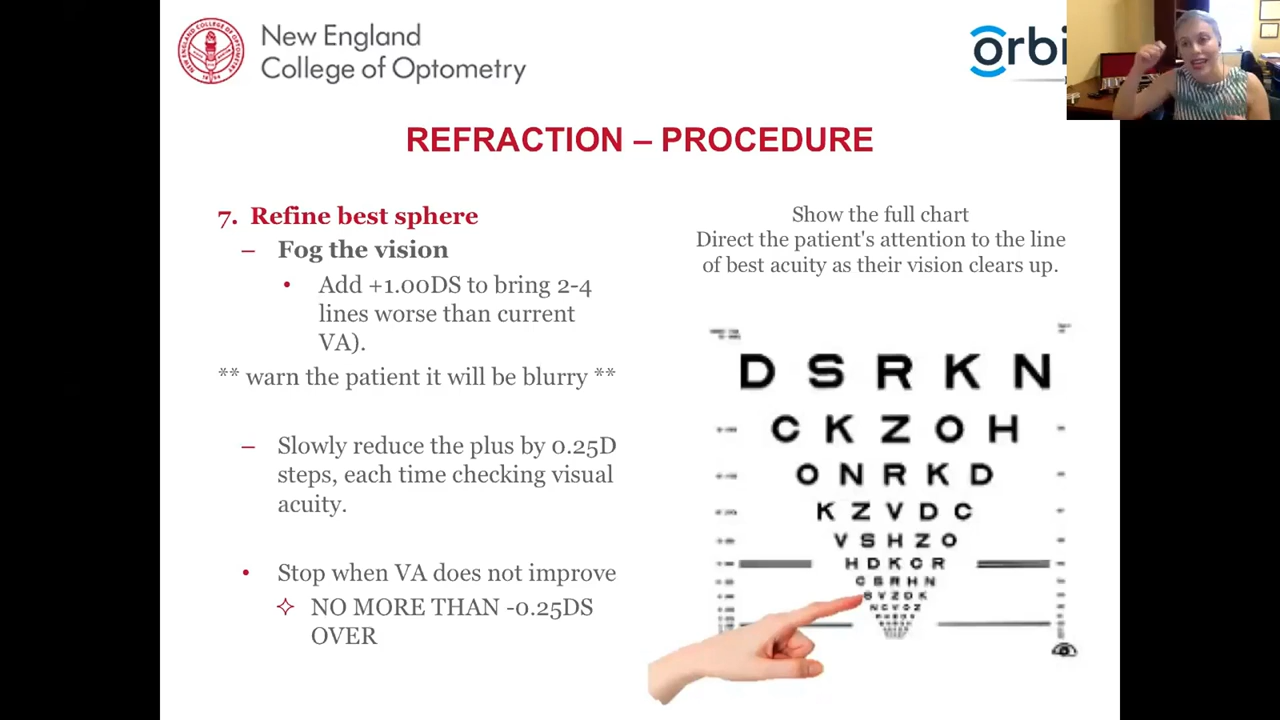 New England
College of Optometry
orbi
REFRACTION – PROCEDURE
7. Refine best sphere
– Fog the vision
• Add +1.00DS to bring 2-4
lines worse than current
VA).
** warn the patient it will be blurry **
– Slowly reduce the plus by 0.25D
steps, each time checking visual
acuity.
• Stop when VA does not improve
✧ NO MORE THAN -0.25DS
OVER
Show the full chart
Direct the patient's attention to the line
of best acuity as their vision clears up.
D S R K N
C K Z O H
O N R K D
K Z V D C
V S H Z O
H D K C R
C S R H N
S V Z D K
N C V O Z